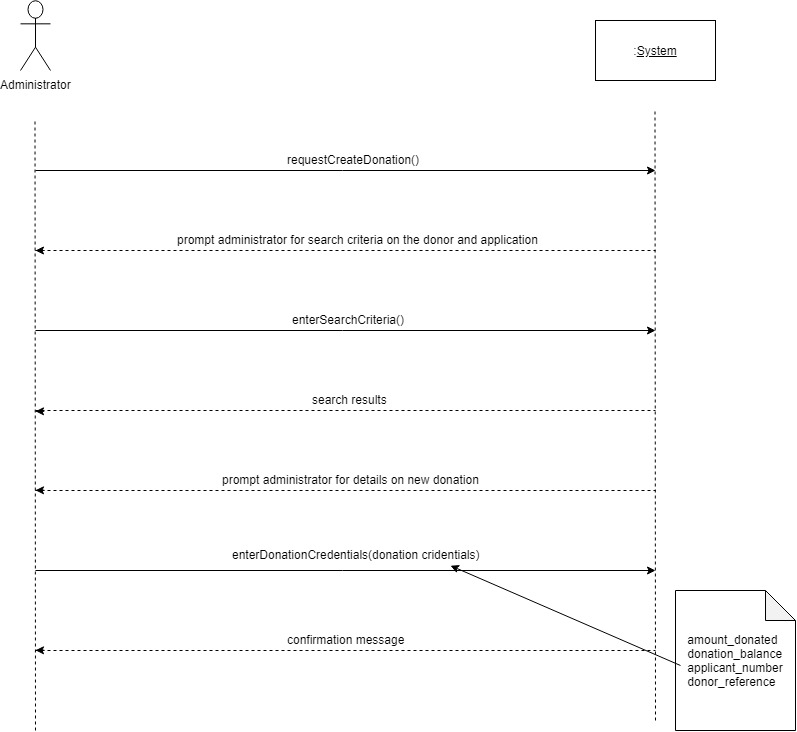 :System
Administrator
requestCreateDonation()
prompt administrator for search criteria on the donor and application
enterSearchCriteria()
search results
prompt administrator for details on new donation
enterDonationCredentials(donation cridentials)
confirmation message
amount_donated
donation_balance
applicant_number
donor_reference